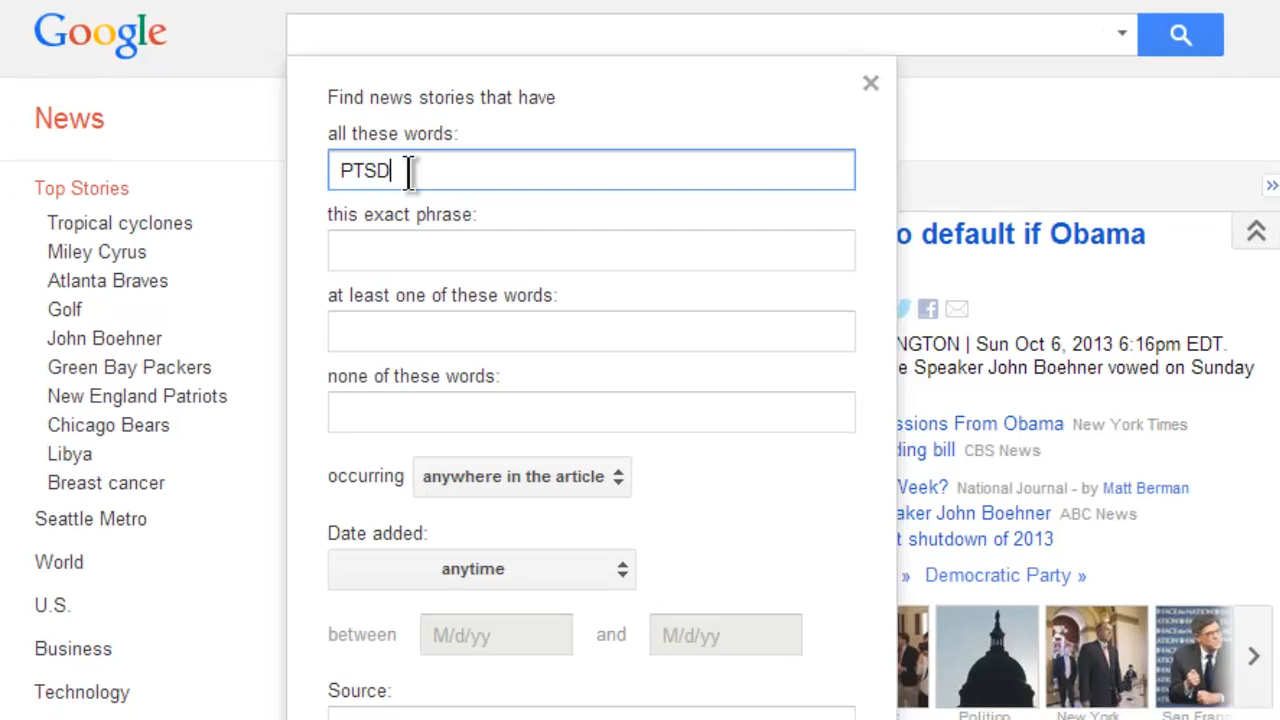 Google
News
Top Stories
Tropical cyclones
Miley Cyrus
Atlanta Braves
Golf
John Boehner
Green Bay Packers
New England Patriots
Chicago Bears
Libya
Breast cancer
Seattle Metro
World
U.S.
Business
Technology
Find news stories that have
all these words:
PTSD
this exact phrase:
at least one of these words:
none of these words:
occurring anywhere in the article
Date added:
anytime
between M/d/yy and M/d/yy
Source:
o default if Obama
NGTON | Sun Oct 6, 2013 6:16pm EDT.
e Speaker John Boehner vowed on Sunday
ssions From Obama New York Times
ding bill CBS News
Week? National Journal - by Matt Berman
aker John Boehner ABC News
t shutdown of 2013
» Democratic Party »
Politico New York San Franc